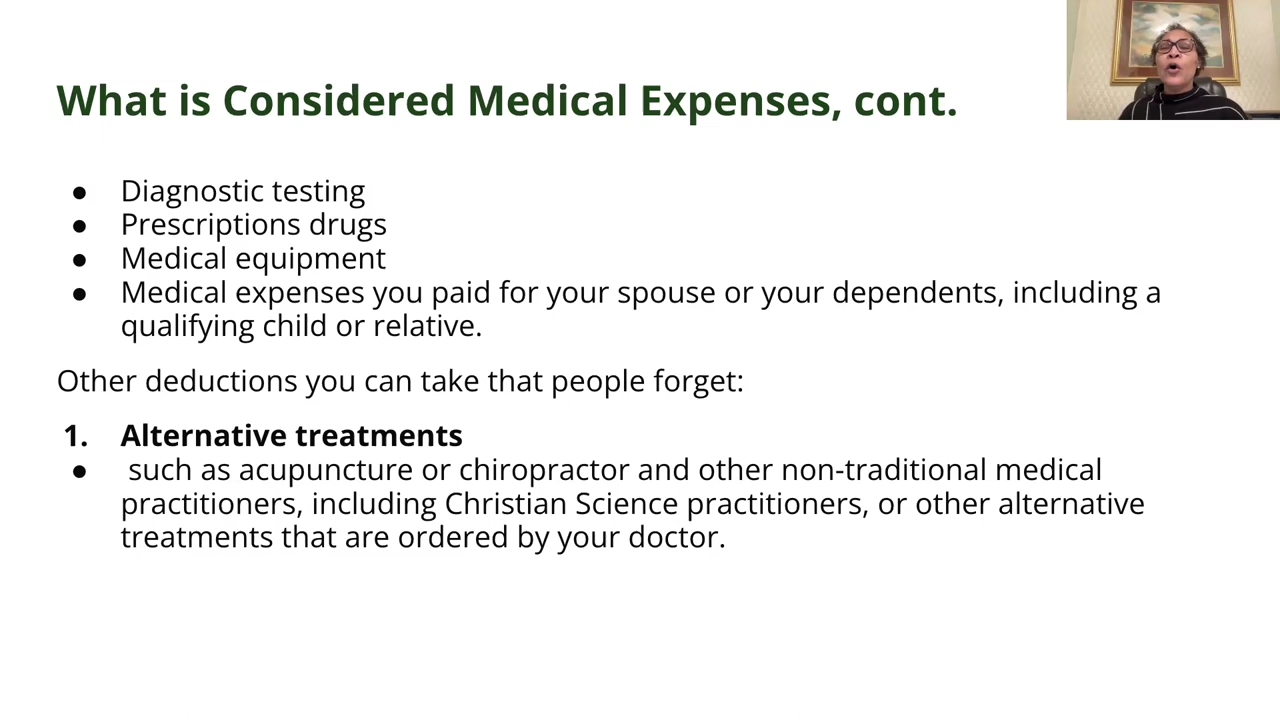 What is Considered Medical Expenses, cont.
● Diagnostic testing
● Prescriptions drugs
● Medical equipment
● Medical expenses you paid for your spouse or your dependents, including a
qualifying child or relative.
Other deductions you can take that people forget:
1. Alternative treatments
● such as acupuncture or chiropractor and other non-traditional medical
practitioners, including Christian Science practitioners, or other alternative
treatments that are ordered by your doctor.